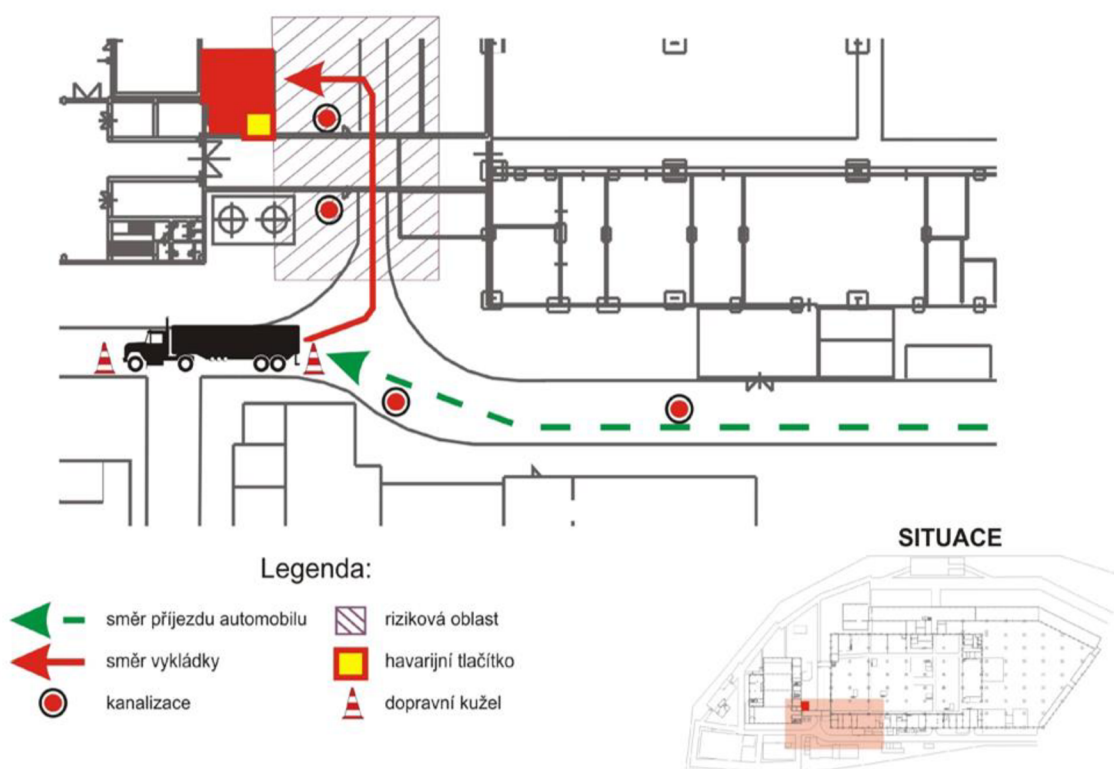 SITUACE
Legenda:
směr příjezdu automobilu
riziková oblast
směr vykládky
havarijní tlačítko
kanalizace
dopravní kužel